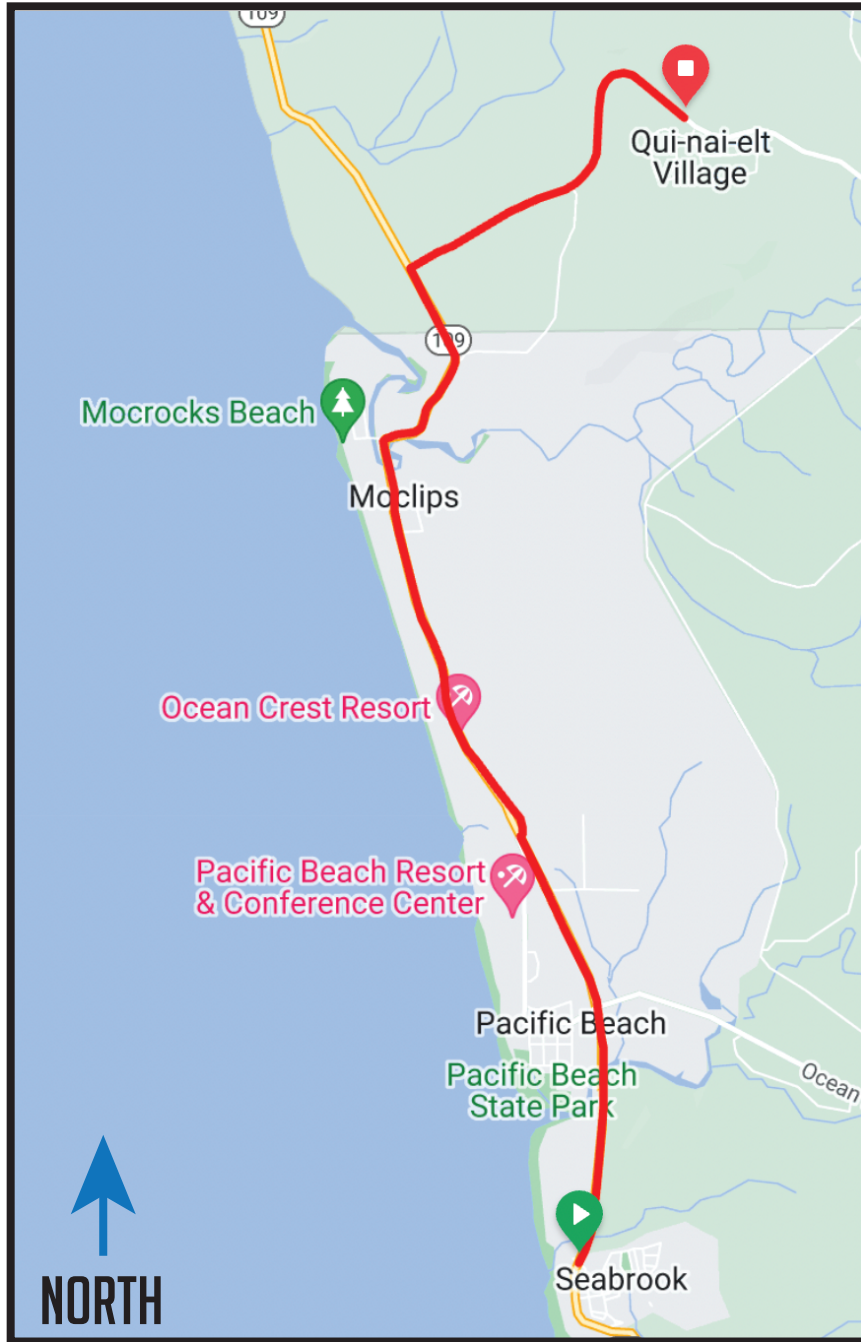 109
Qui-nai-elt
Village
109
Mocrocks Beach
Moclips
Ocean Crest Resort
Pacific Beach Resort
& Conference Center
Pacific Beach
Pacific Beach
State Park
Ocean
Seabrook
NORTH